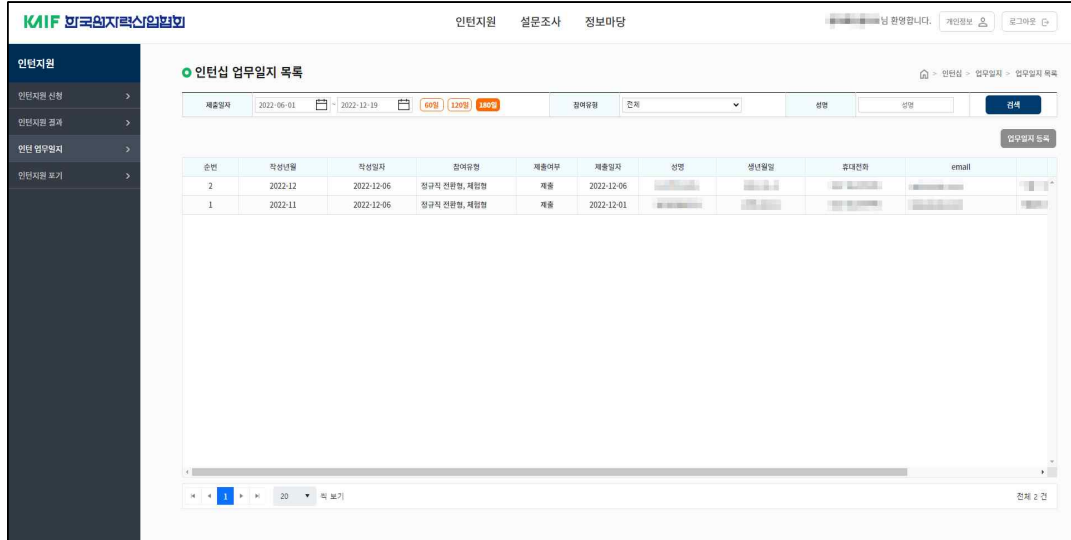 KAIF 한국원자력산업협회
인턴지원 설문조사 정보마당
님 환영합니다. 개인정보 로그아웃
인턴지원
인턴지원 신청
인턴지원 결과
인턴 업무일지
인턴지원 포기
인턴십 업무일지 목록
> 인턴십 > 업무일지 > 업무일지 목록
제출일자 2022-06-01 ~ 2022-12-19 60일 120일 180일 참여유형 전체 성명 성명 검색
업무일지 등록
순번 작성년월 작성일자 참여유형 제출여부 제출일자 성명 생년월일 휴대전화 email
2 2022-12 2022-12-06 정규직 전환형, 체험형 제출 2022-12-06
1 2022-11 2022-12-06 정규직 전환형, 체험형 제출 2022-12-01
1 20 씩 보기 전체 2 건